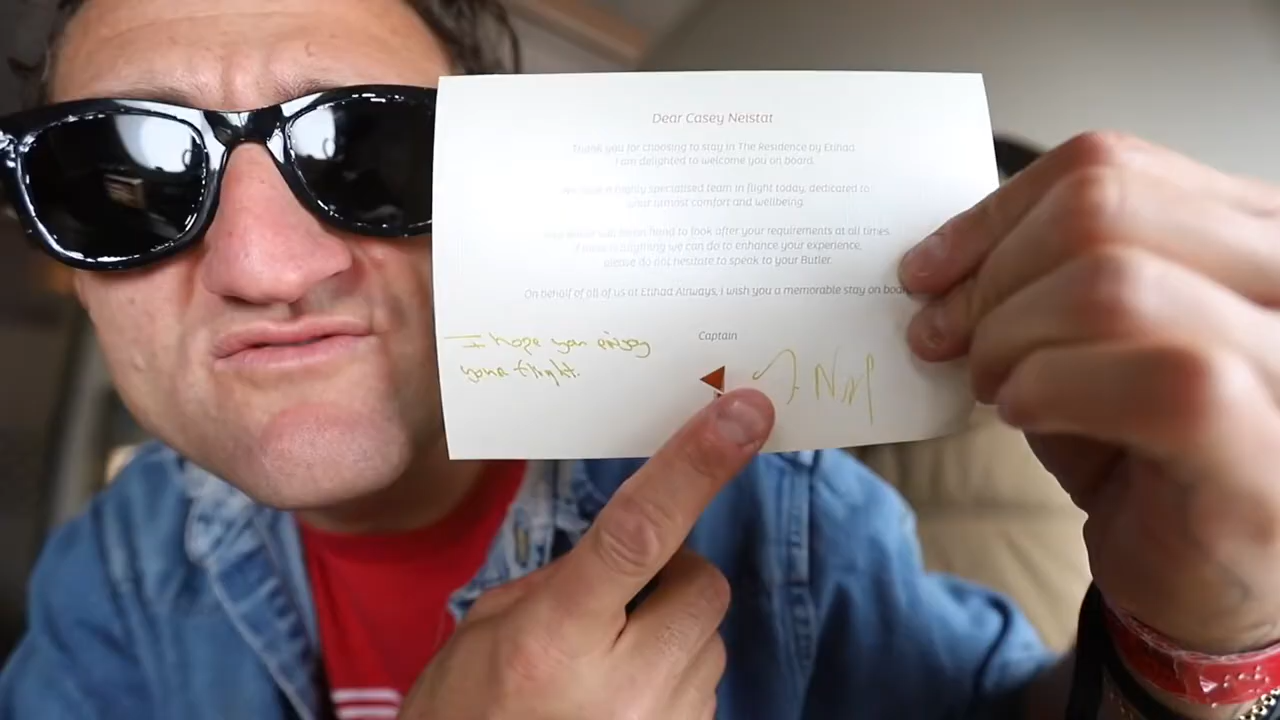 Dear Casey Neistat
Thank you for choosing to stay in The Residence by Etihad.
I am delighted to welcome you on board.
We have a highly specialised team in flight today, dedicated to
your utmost comfort and wellbeing.
Your Butler will be on hand to look after your requirements at all times.
If there is anything we can do to enhance your experience,
please do not hesitate to speak to your Butler.
On behalf of all of us at Etihad Airways, I wish you a memorable stay on board
Captain
I hope you enjoy
your flight.